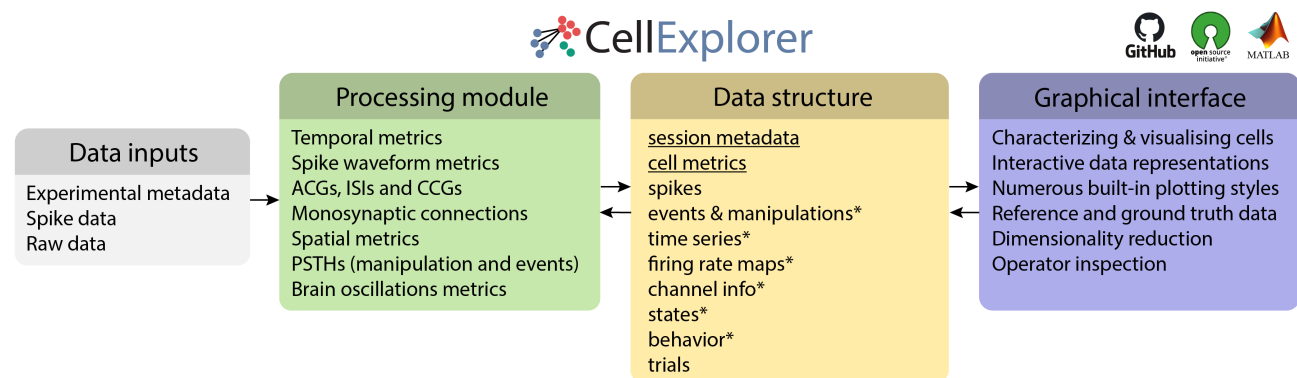 CellExplorer
GitHub
open source
initiative®
MATLAB
Data inputs
Experimental metadata
Spike data
Raw data
Processing module
Temporal metrics
Spike waveform metrics
ACGs, ISIs and CCGs
Monosynaptic connections
Spatial metrics
PSTHs (manipulation and events)
Brain oscillations metrics
Data structure
session metadata
cell metrics
spikes
events & manipulations*
time series*
firing rate maps*
channel info*
states*
behavior*
trials
Graphical interface
Characterizing & visualising cells
Interactive data representations
Numerous built-in plotting styles
Reference and ground truth data
Dimensionality reduction
Operator inspection